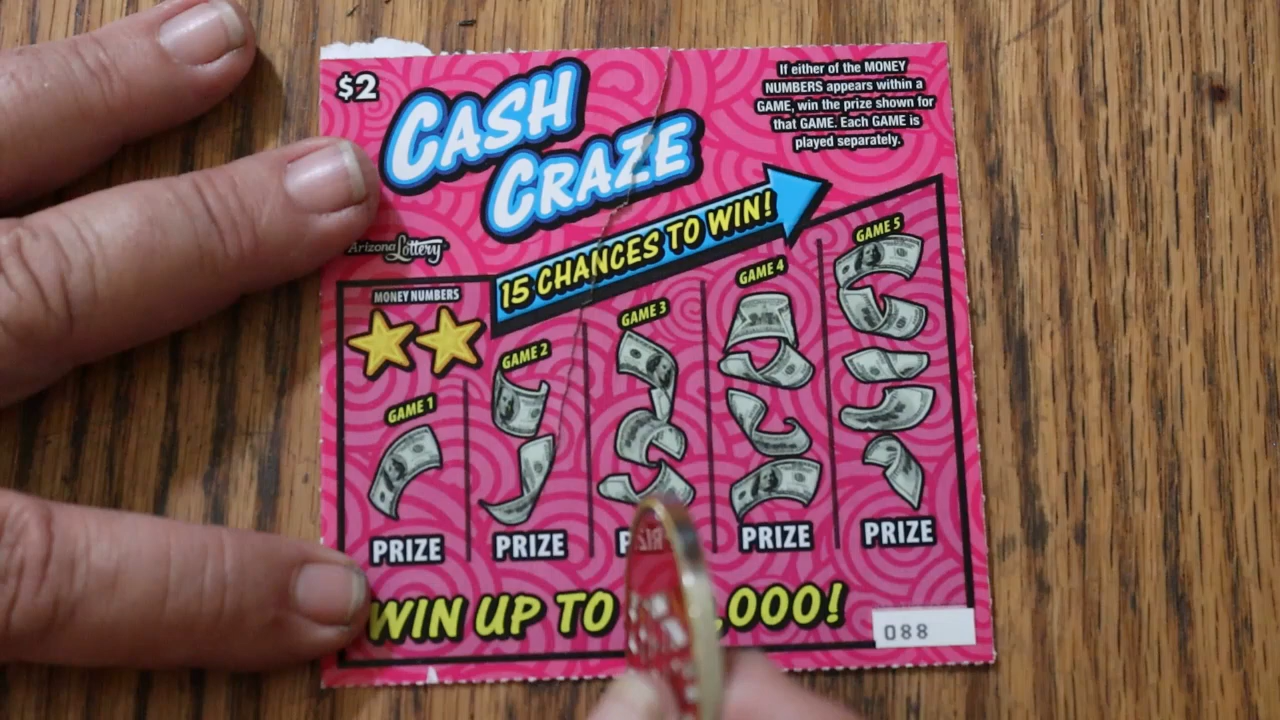 $2
CASH
CRAZE
If either of the MONEY
NUMBERS appears within a
GAME, win the prize shown for
that GAME. Each GAME is
played separately.
Arizona Lottery
15 CHANCES TO WIN!
MONEY NUMBERS
GAME 1
GAME 2
GAME 3
GAME 4
GAME 5
PRIZE
PRIZE
PRIZE
PRIZE
WIN UP TO ,000!
088